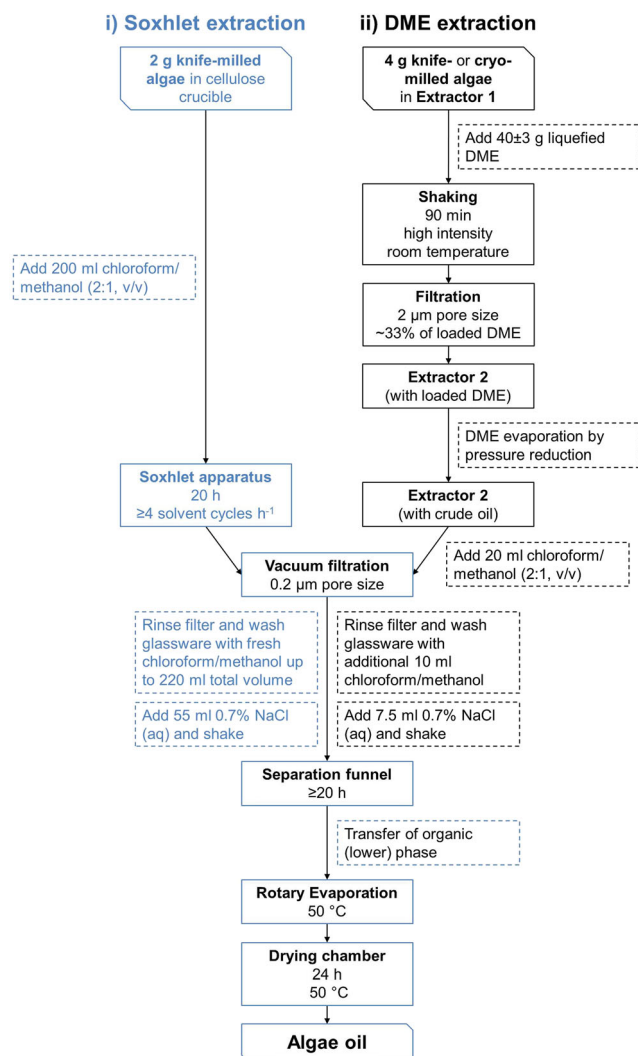 i) Soxhlet extraction
2 g knife-milled
algae in cellulose
crucible
Add 200 ml chloroform/
methanol (2:1, v/v)
Soxhlet apparatus
20 h
≥4 solvent cycles h⁻¹
ii) DME extraction
4 g knife- or cryo-
milled algae
in Extractor 1
Add 40±3 g liquefied
DME
Shaking
90 min
high intensity
room temperature
Filtration
2 µm pore size
~33% of loaded DME
Extractor 2
(with loaded DME)
DME evaporation by
pressure reduction
Extractor 2
(with crude oil)
Add 20 ml chloroform/
methanol (2:1, v/v)
Vacuum filtration
0.2 µm pore size
Rinse filter and wash
glassware with fresh
chloroform/methanol up
to 220 ml total volume
Add 55 ml 0.7% NaCl
(aq) and shake
Rinse filter and wash
glassware with
additional 10 ml
chloroform/methanol
Add 7.5 ml 0.7% NaCl
(aq) and shake
Separation funnel
≥20 h
Transfer of organic
(lower) phase
Rotary Evaporation
50 °C
Drying chamber
24 h
50 °C
Algae oil